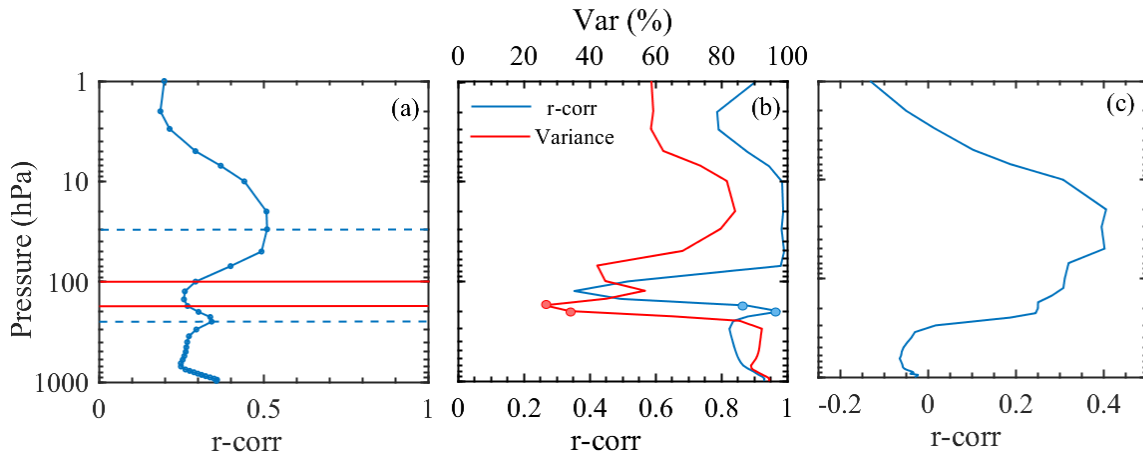 Var (%)
0 20 40 60 80 100
1 (a) r-corr (b) (c)
Variance
10
Pressure (hPa)
100
1000
0 0.5 1 0 0.2 0.4 0.6 0.8 1 -0.2 0 0.2 0.4
r-corr r-corr r-corr